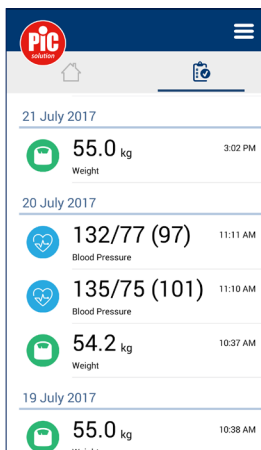 PiC
solution
21 July 2017
55.0 kg 3:02 PM
Weight
20 July 2017
132/77 (97) 11:11 AM
Blood Pressure
135/75 (101) 11:10 AM
Blood Pressure
54.2 kg 10:37 AM
Weight
19 July 2017
55.0 kg 10:38 AM